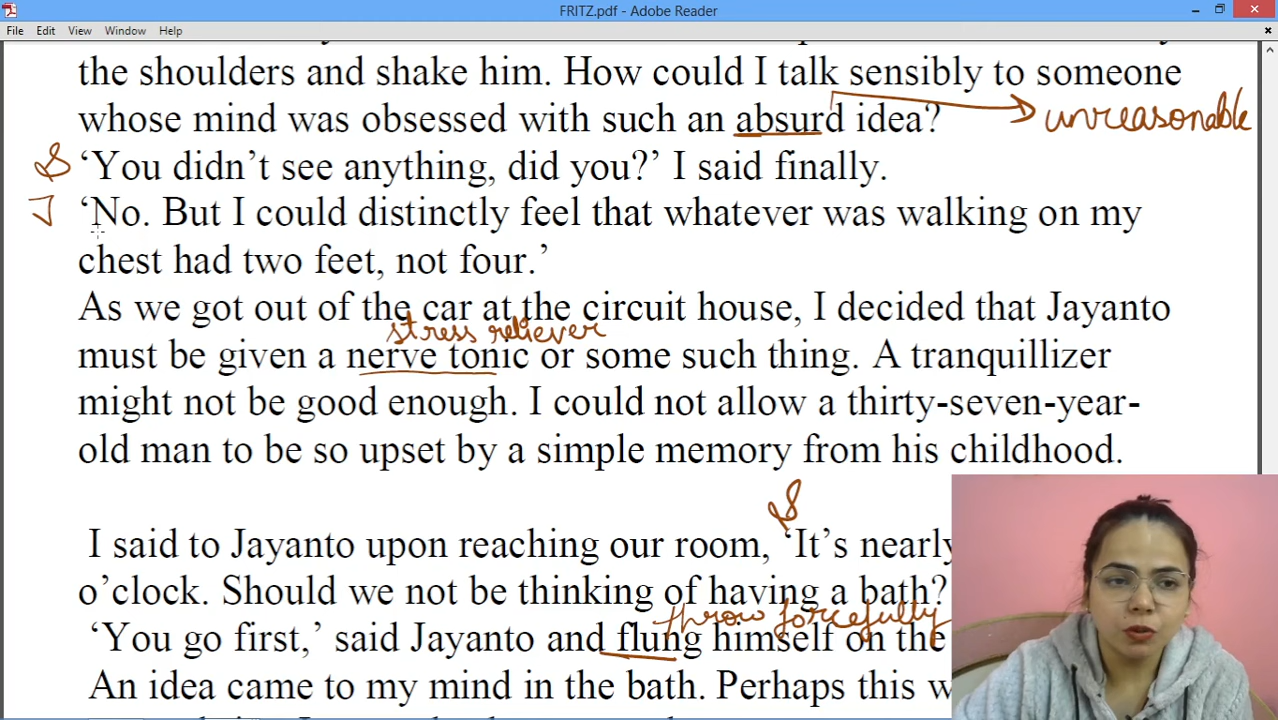 FRITZ.pdf - Adobe Reader
File Edit View Window Help
the shoulders and shake him. How could I talk sensibly to someone
whose mind was obsessed with such an absurd idea?
unreasonable
S ‘You didn’t see anything, did you?’ I said finally.
J ‘No. But I could distinctly feel that whatever was walking on my
chest had two feet, not four.’
As we got out of the car at the circuit house, I decided that Jayanto
stress reliever
must be given a nerve tonic or some such thing. A tranquillizer
might not be good enough. I could not allow a thirty-seven-year-
old man to be so upset by a simple memory from his childhood.
S
I said to Jayanto upon reaching our room, ‘It’s nearly
o’clock. Should we not be thinking of having a bath?
throw forcefully
‘You go first,’ said Jayanto and flung himself on the
An idea came to my mind in the bath. Perhaps this